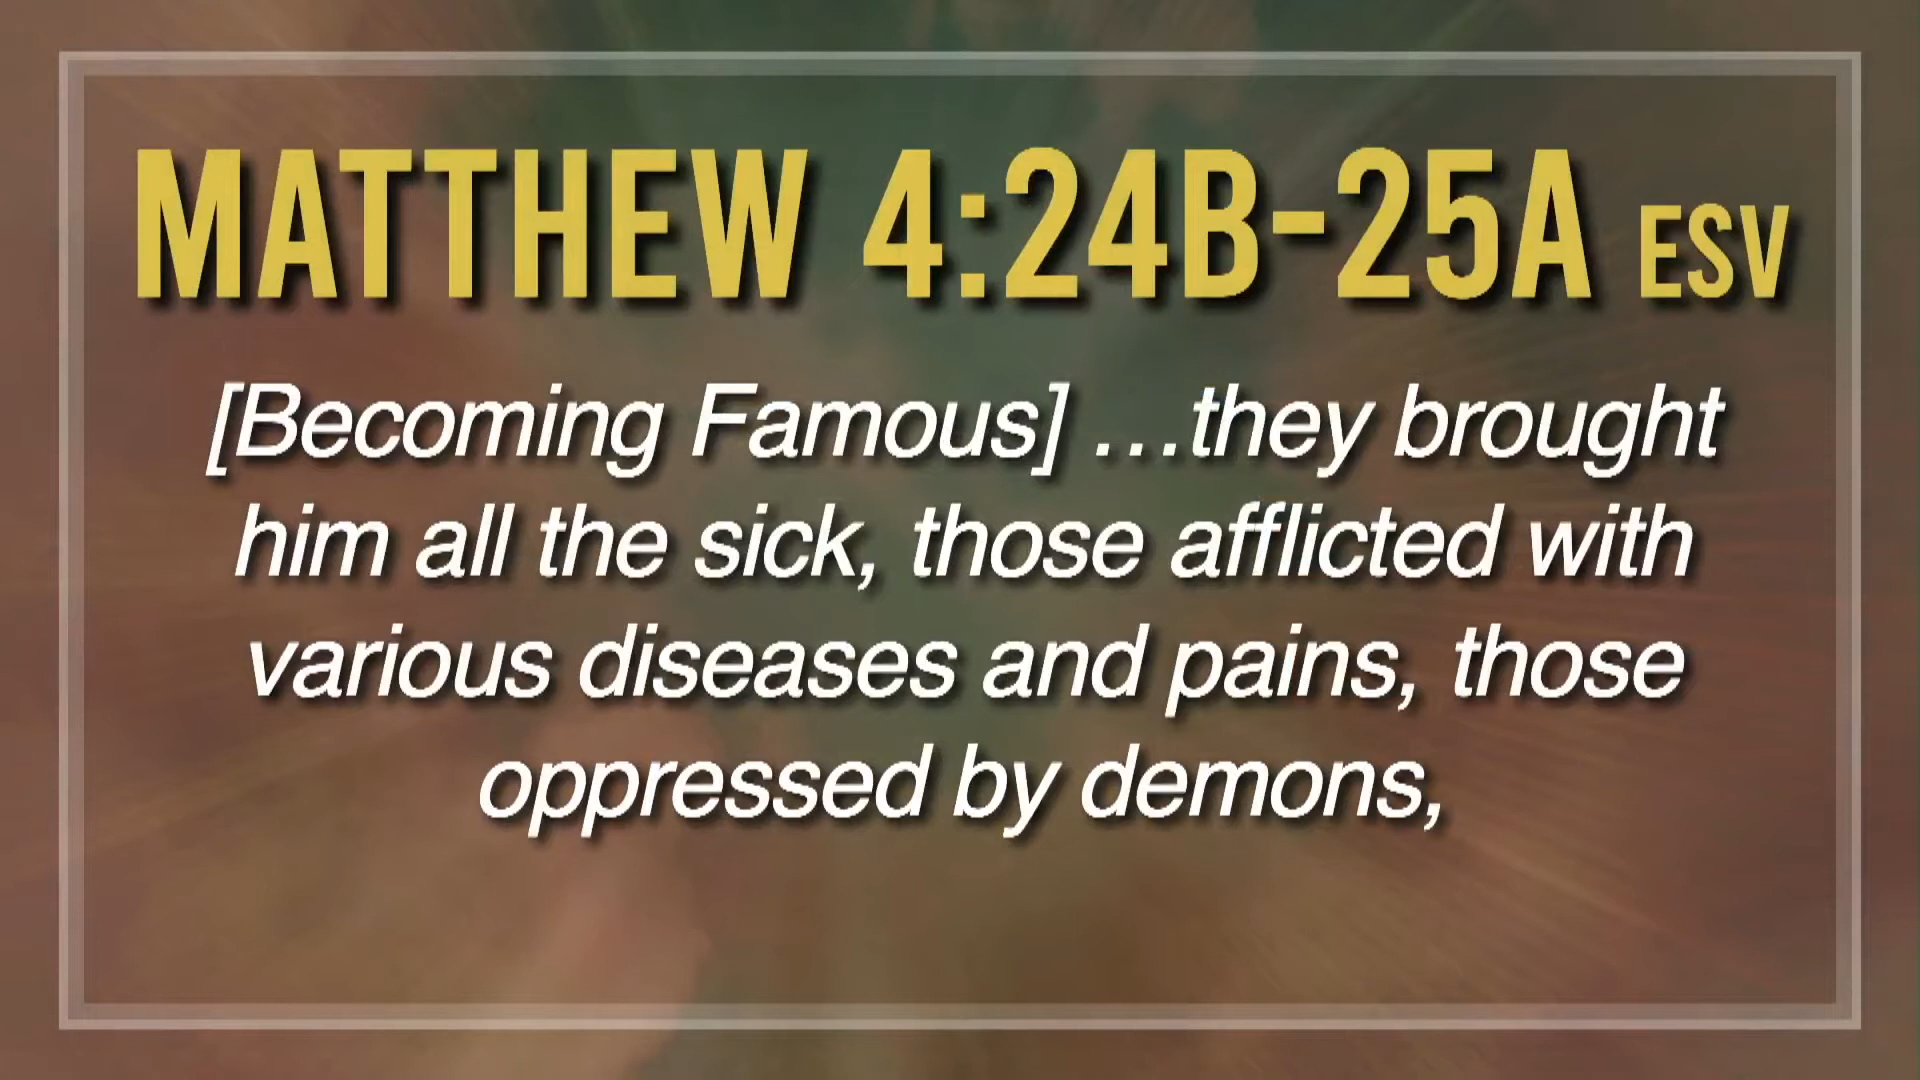 MATTHEW 4:24B-25A ESV
[Becoming Famous] …they brought
him all the sick, those afflicted with
various diseases and pains, those
oppressed by demons,